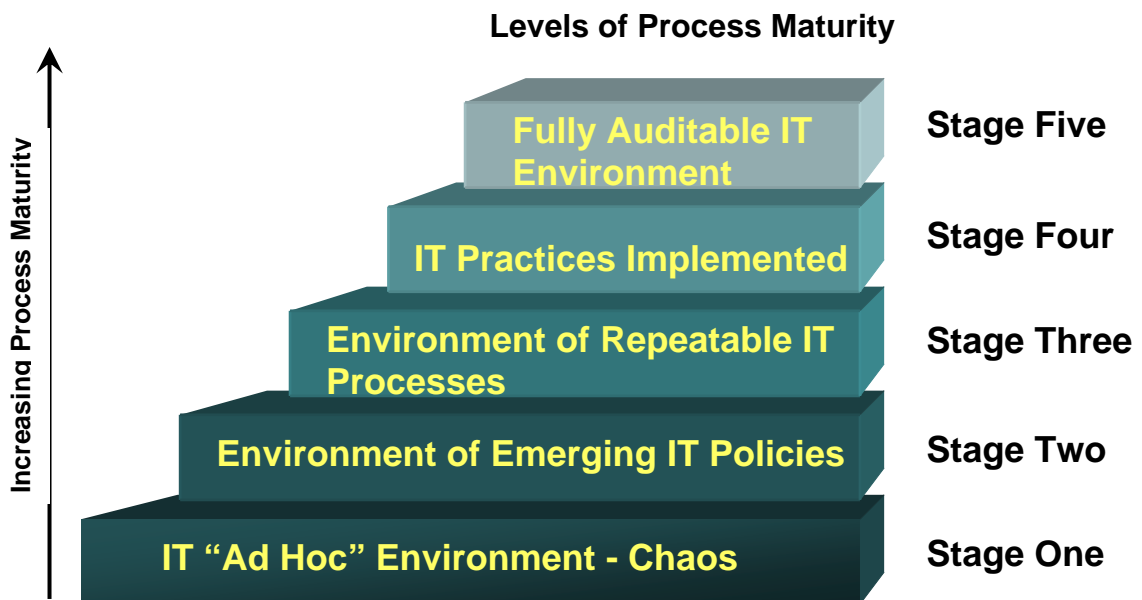 Levels of Process Maturity
Increasing Process Maturity
Fully Auditable IT
Environment
Stage Five
IT Practices Implemented
Stage Four
Environment of Repeatable IT
Processes
Stage Three
Environment of Emerging IT Policies
Stage Two
IT “Ad Hoc” Environment - Chaos
Stage One